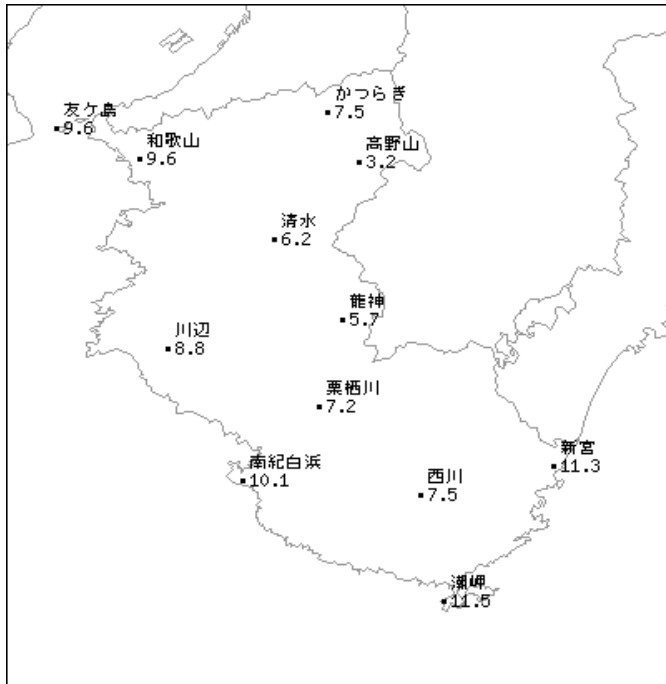 かつらぎ
7.5
友ケ島
9.6
和歌山
9.6
高野山
3.2
清水
6.2
龍神
5.7
川辺
8.8
栗栖川
7.2
新宮
11.3
南紀白浜
10.1
西川
7.5
潮岬
11.5